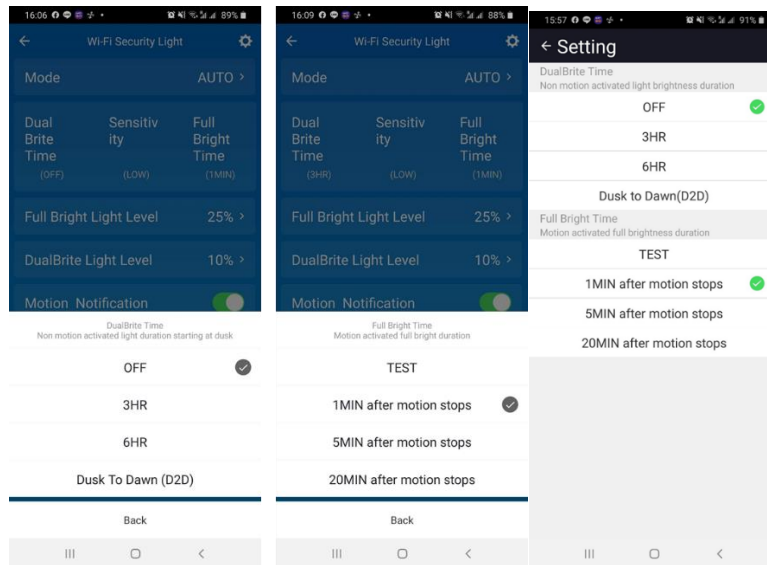 16:06 89%
Wi-Fi Security Light
Mode AUTO >
Dual Sensitiv Full
Brite ity Bright
Time Time
(OFF) (LOW) (1MIN)
Full Bright Light Level 25% >
DualBrite Light Level 10% >
Motion Notification
DualBrite Time
Non motion activated light duration starting at dusk
OFF
3HR
6HR
Dusk To Dawn (D2D)
Back
16:09 88%
Wi-Fi Security Light
Mode AUTO >
Dual Sensitiv Full
Brite ity Bright
Time Time
(3HR) (LOW) (1MIN)
Full Bright Light Level 25% >
DualBrite Light Level 10% >
Motion Notification
Full Bright Time
Motion activated full bright duration
TEST
1MIN after motion stops
5MIN after motion stops
20MIN after motion stops
Back
15:57 91%
Setting
DualBrite Time
Non motion activated light brightness duration
OFF
3HR
6HR
Dusk to Dawn(D2D)
Full Bright Time
Motion activated full brightness duration
TEST
1MIN after motion stops
5MIN after motion stops
20MIN after motion stops